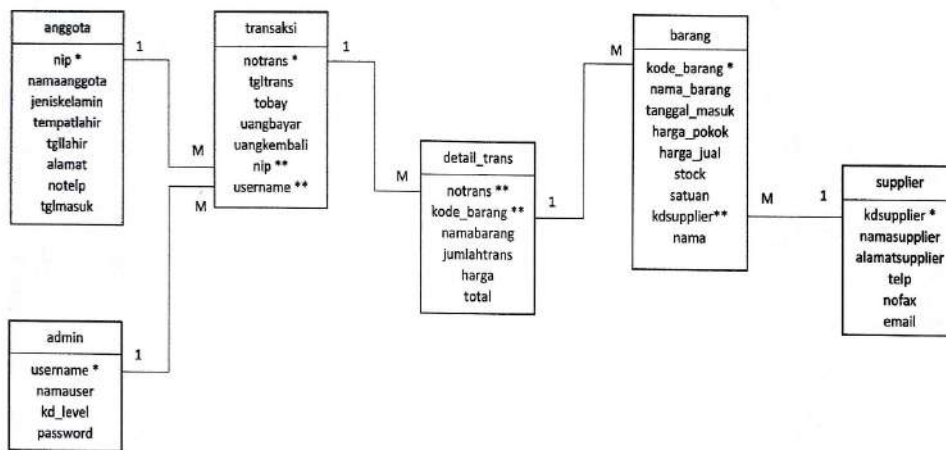 anggota
nip *
namaanggota
jeniskelamin
tempatlahir
tgllahir
alamat
notelp
tglmasuk
1
M
transaksi
notrans *
tgltrans
tobay
uangbayar
uangkembali
nip **
username **
1
M
M
admin
username *
namauser
kd_level
password
1
detail_trans
notrans **
kode_barang **
namabarang
jumlahtrans
harga
total
1
M
barang
kode_barang *
nama_barang
tanggal_masuk
harga_pokok
harga_jual
stock
satuan
kdsupplier**
nama
M
1
supplier
kdsupplier *
namasupplier
alamatsupplier
telp
nofax
email